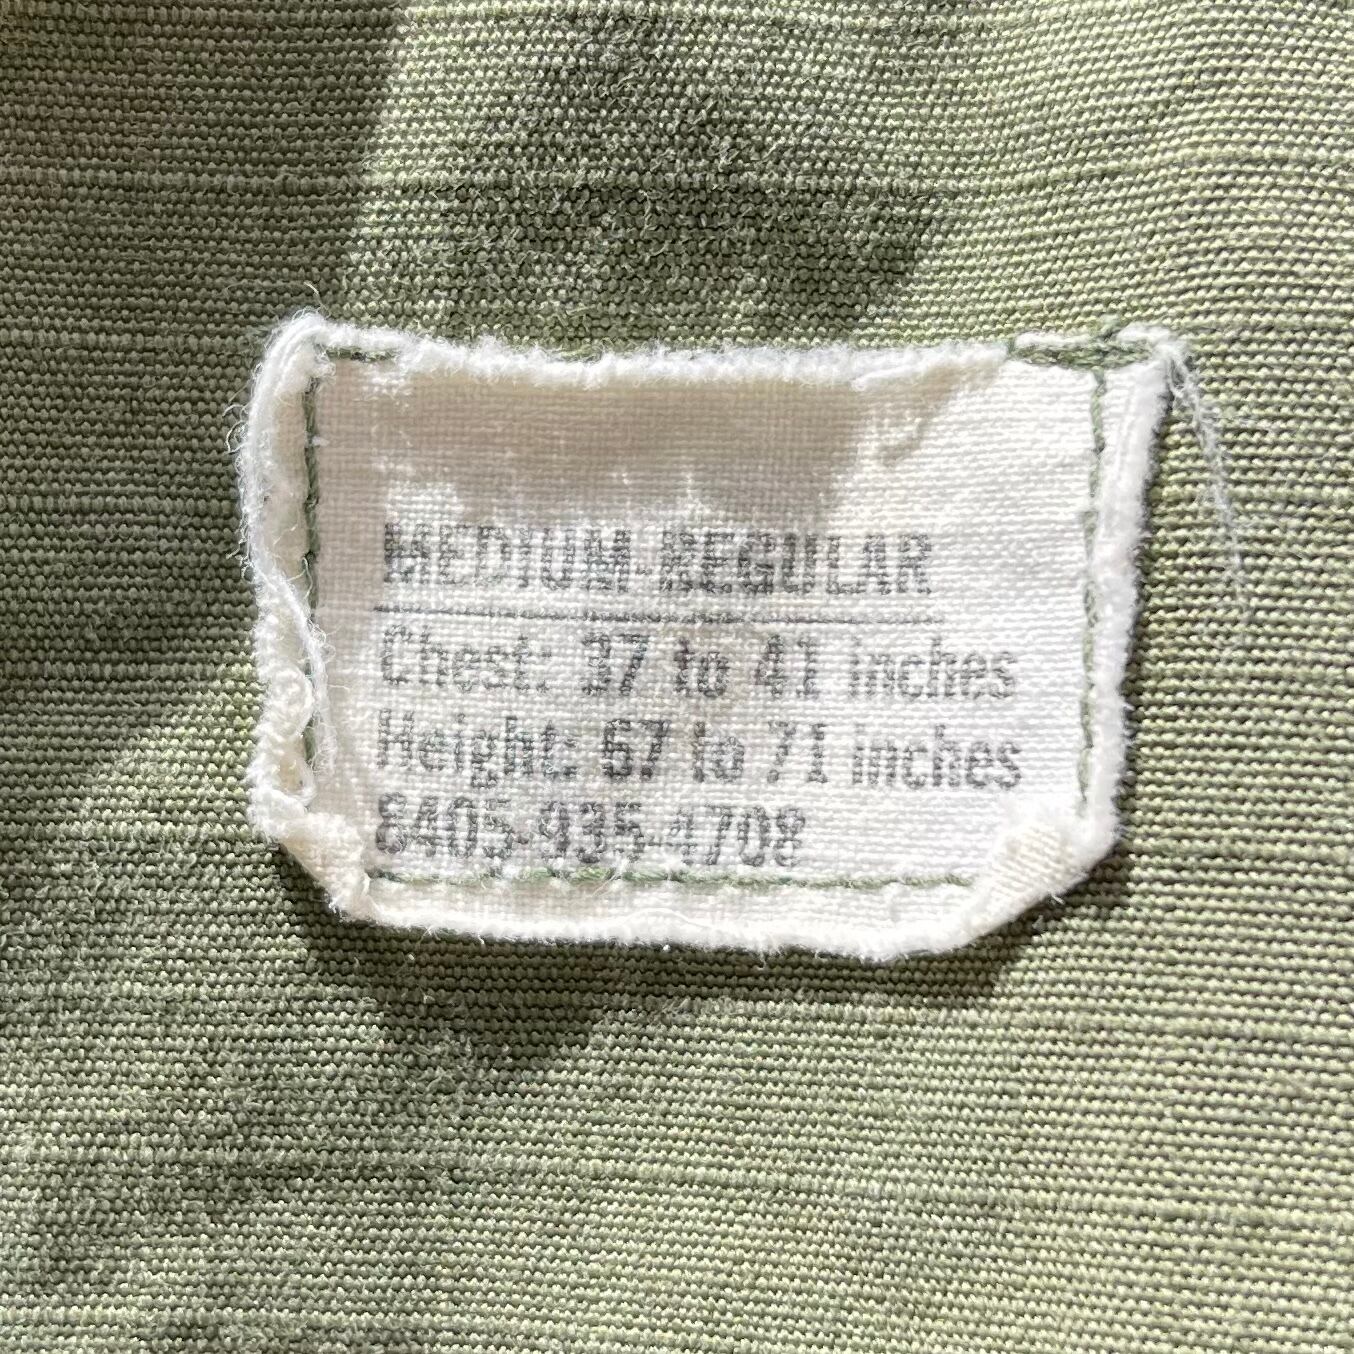 MEDIUM-REGULAR
Chest: 37 to 41 inches
Height: 67 to 71 inches
8405-935-4708